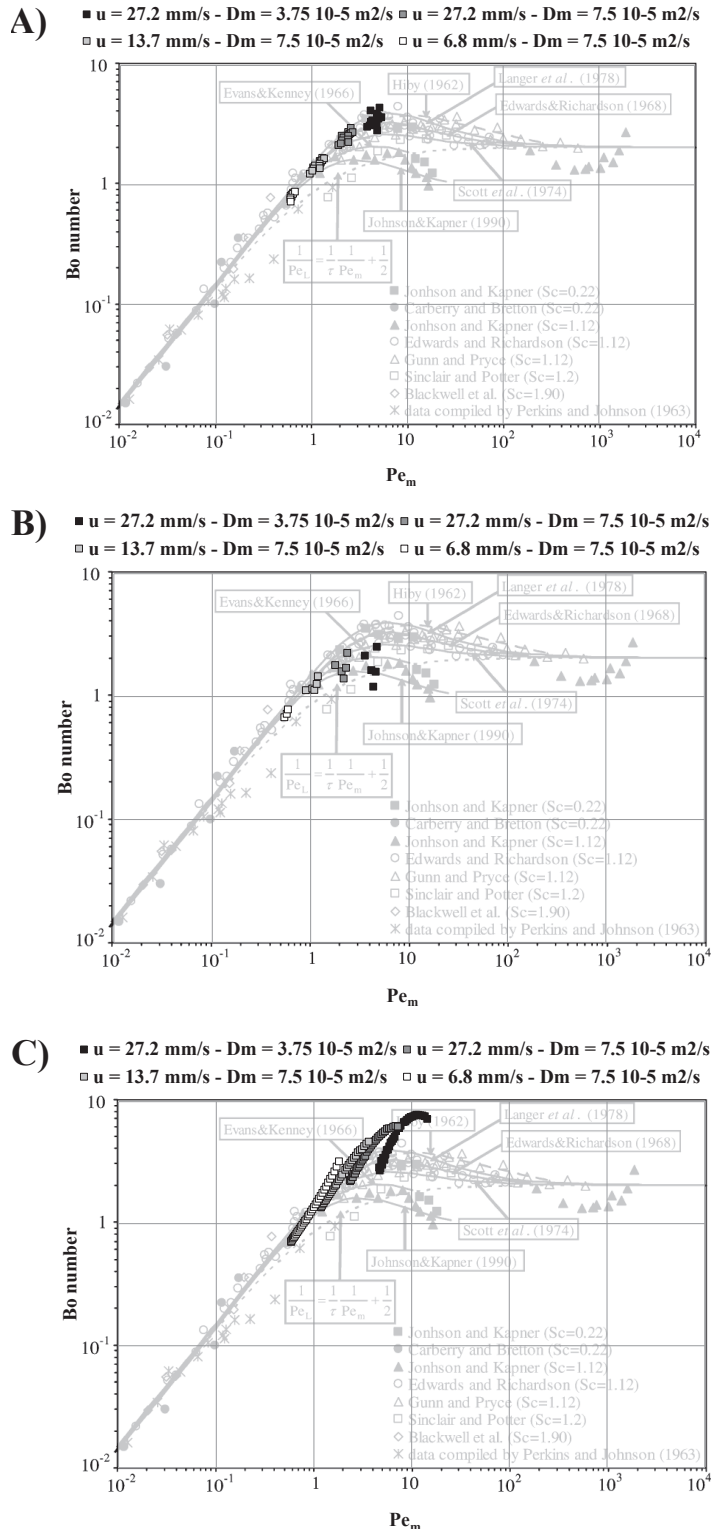 A)
■ u = 27.2 mm/s - Dm = 3.75 10-5 m2/s ■ u = 27.2 mm/s - Dm = 7.5 10-5 m2/s
■ u = 13.7 mm/s - Dm = 7.5 10-5 m2/s □ u = 6.8 mm/s - Dm = 7.5 10-5 m2/s
10
Evans&Kenney (1966)
Hiby (1962)
Langer et al. (1978)
Edwards&Richardson (1968)
1
Scott et al. (1974)
Johnson&Kapner (1990)
Bo number
1/Pe_L = 1/τ 1/Pe_m + 1/2
Jonhson and Kapner (Sc=0.22)
Carberry and Bretton (Sc=0.22)
10^-1
Jonhson and Kapner (Sc=1.12)
Edwards and Richardson (Sc=1.12)
Gunn and Pryce (Sc=1.12)
Sinclair and Potter (Sc=1.2)
Blackwell et al. (Sc=1.90)
data compiled by Perkins and Johnson (1963)
10^-2
10^-2 10^-1 1 10 10^2 10^3 10^4
Pe_m
B)
■ u = 27.2 mm/s - Dm = 3.75 10-5 m2/s ■ u = 27.2 mm/s - Dm = 7.5 10-5 m2/s
■ u = 13.7 mm/s - Dm = 7.5 10-5 m2/s □ u = 6.8 mm/s - Dm = 7.5 10-5 m2/s
10
Evans&Kenney (1966)
Hiby (1962)
Langer et al. (1978)
Edwards&Richardson (1968)
1
Scott et al. (1974)
Johnson&Kapner (1990)
Bo number
1/Pe_L = 1/τ 1/Pe_m + 1/2
Jonhson and Kapner (Sc=0.22)
Carberry and Bretton (Sc=0.22)
10^-1
Jonhson and Kapner (Sc=1.12)
Edwards and Richardson (Sc=1.12)
Gunn and Pryce (Sc=1.12)
Sinclair and Potter (Sc=1.2)
Blackwell et al. (Sc=1.90)
data compiled by Perkins and Johnson (1963)
10^-2
10^-2 10^-1 1 10 10^2 10^3 10^4
Pe_m
C)
■ u = 27.2 mm/s - Dm = 3.75 10-5 m2/s ■ u = 27.2 mm/s - Dm = 7.5 10-5 m2/s
■ u = 13.7 mm/s - Dm = 7.5 10-5 m2/s □ u = 6.8 mm/s - Dm = 7.5 10-5 m2/s
10
Evans&Kenney (1966)
(1962)
Langer et al. (1978)
Edwards&Richardson (1968)
1
Scott et al. (1974)
Johnson&Kapner (1990)
Bo number
1/Pe_L = 1/τ 1/Pe_m + 1/2
Jonhson and Kapner (Sc=0.22)
Carberry and Bretton (Sc=0.22)
10^-1
Jonhson and Kapner (Sc=1.12)
Edwards and Richardson (Sc=1.12)
Gunn and Pryce (Sc=1.12)
Sinclair and Potter (Sc=1.2)
Blackwell et al. (Sc=1.90)
data compiled by Perkins and Johnson (1963)
10^-2
10^-2 10^-1 1 10 10^2 10^3 10^4
Pe_m